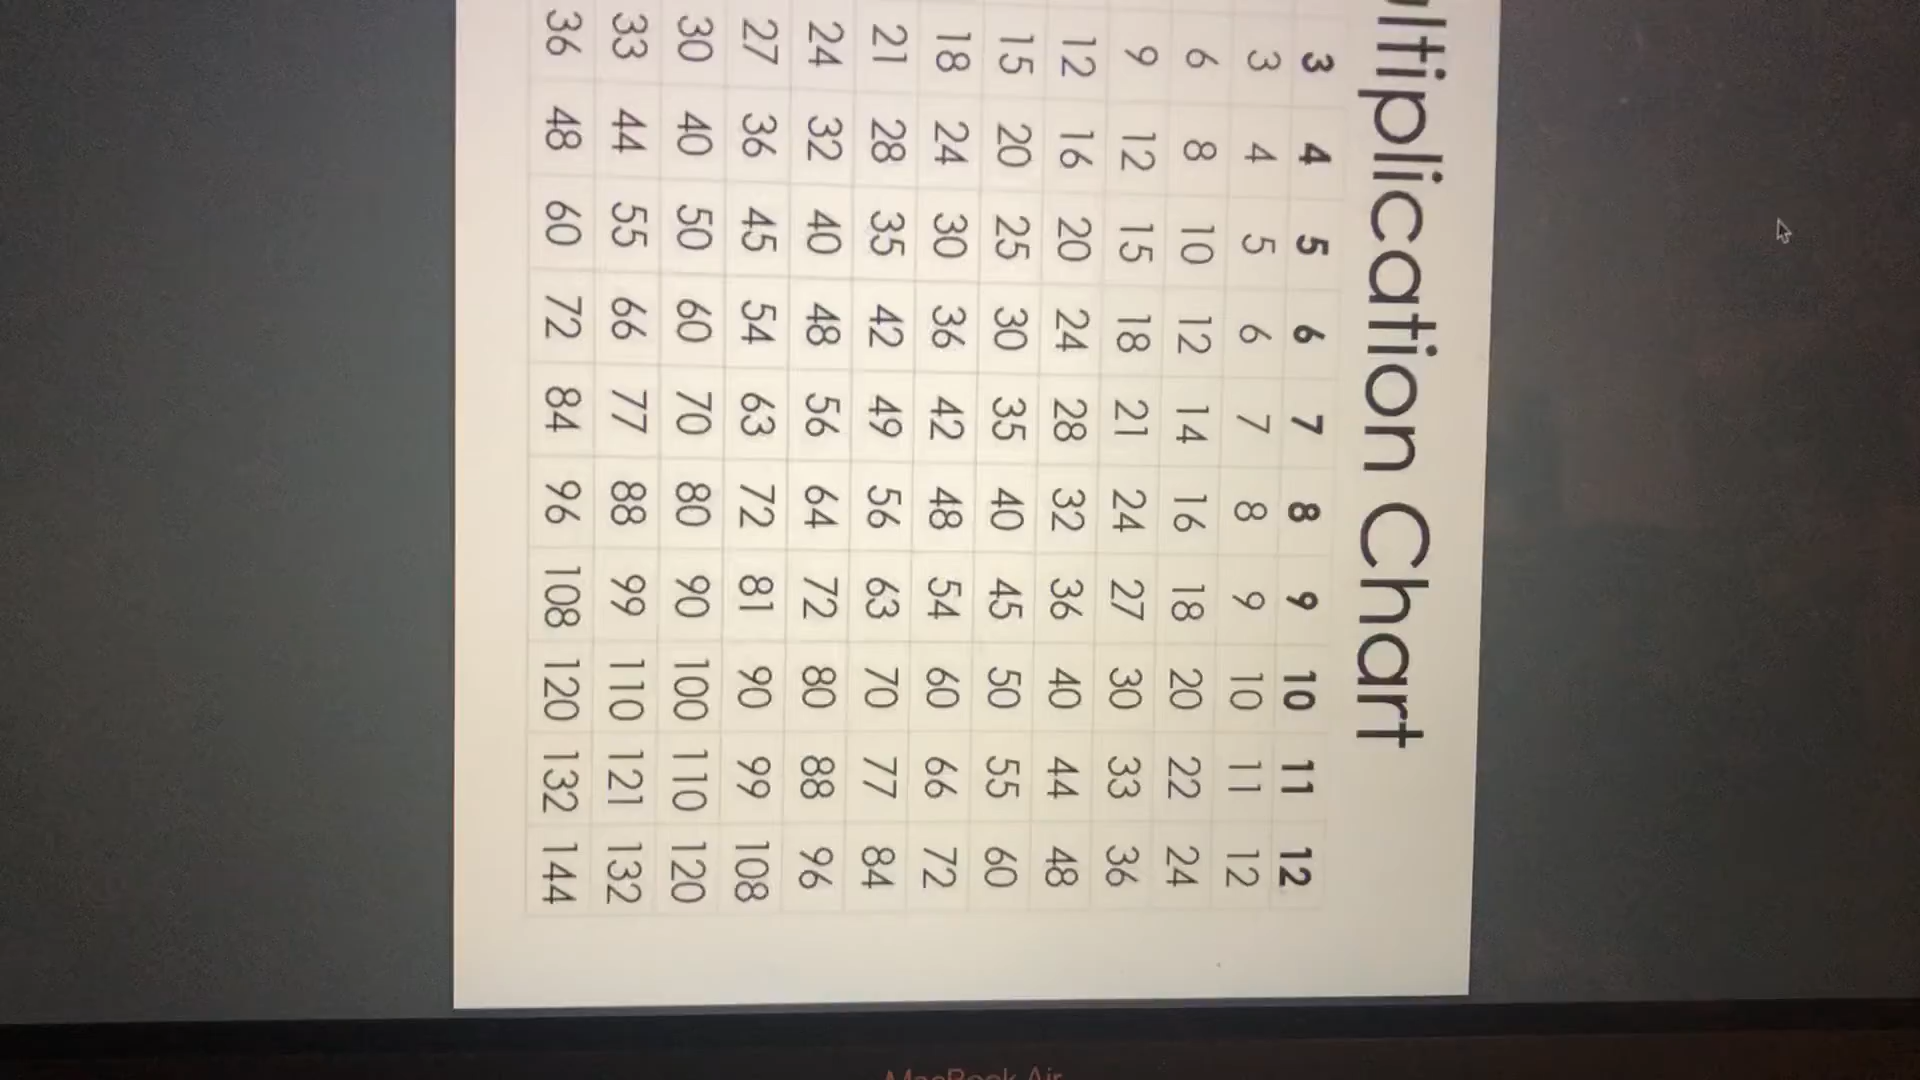 ltiplication Chart
3 4 5 6 7 8 9 10 11 12
3 4 5 6 7 8 9 10 11 12
6 8 10 12 14 16 18 20 22 24
9 12 15 18 21 24 27 30 33 36
12 16 20 24 28 32 36 40 44 48
15 20 25 30 35 40 45 50 55 60
18 24 30 36 42 48 54 60 66 72
21 28 35 42 49 56 63 70 77 84
24 32 40 48 56 64 72 80 88 96
27 36 45 54 63 72 81 90 99 108
30 40 50 60 70 80 90 100 110 120
33 44 55 66 77 88 99 110 121 132
36 48 60 72 84 96 108 120 132 144
MacBook Air